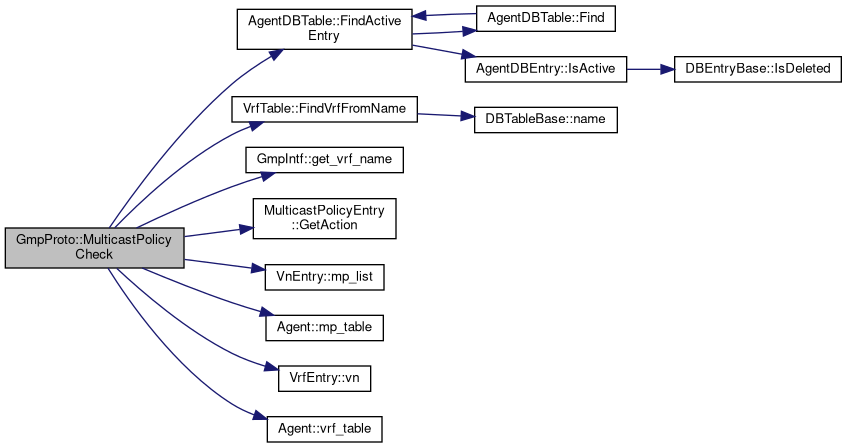 GmpProto::MulticastPolicy
Check
AgentDBTable::FindActive
Entry
AgentDBTable::Find
AgentDBEntry::IsActive
DBEntryBase::IsDeleted
VrfTable::FindVrfFromName
DBTableBase::name
GmpIntf::get_vrf_name
MulticastPolicyEntry
::GetAction
VnEntry::mp_list
Agent::mp_table
VrfEntry::vn
Agent::vrf_table